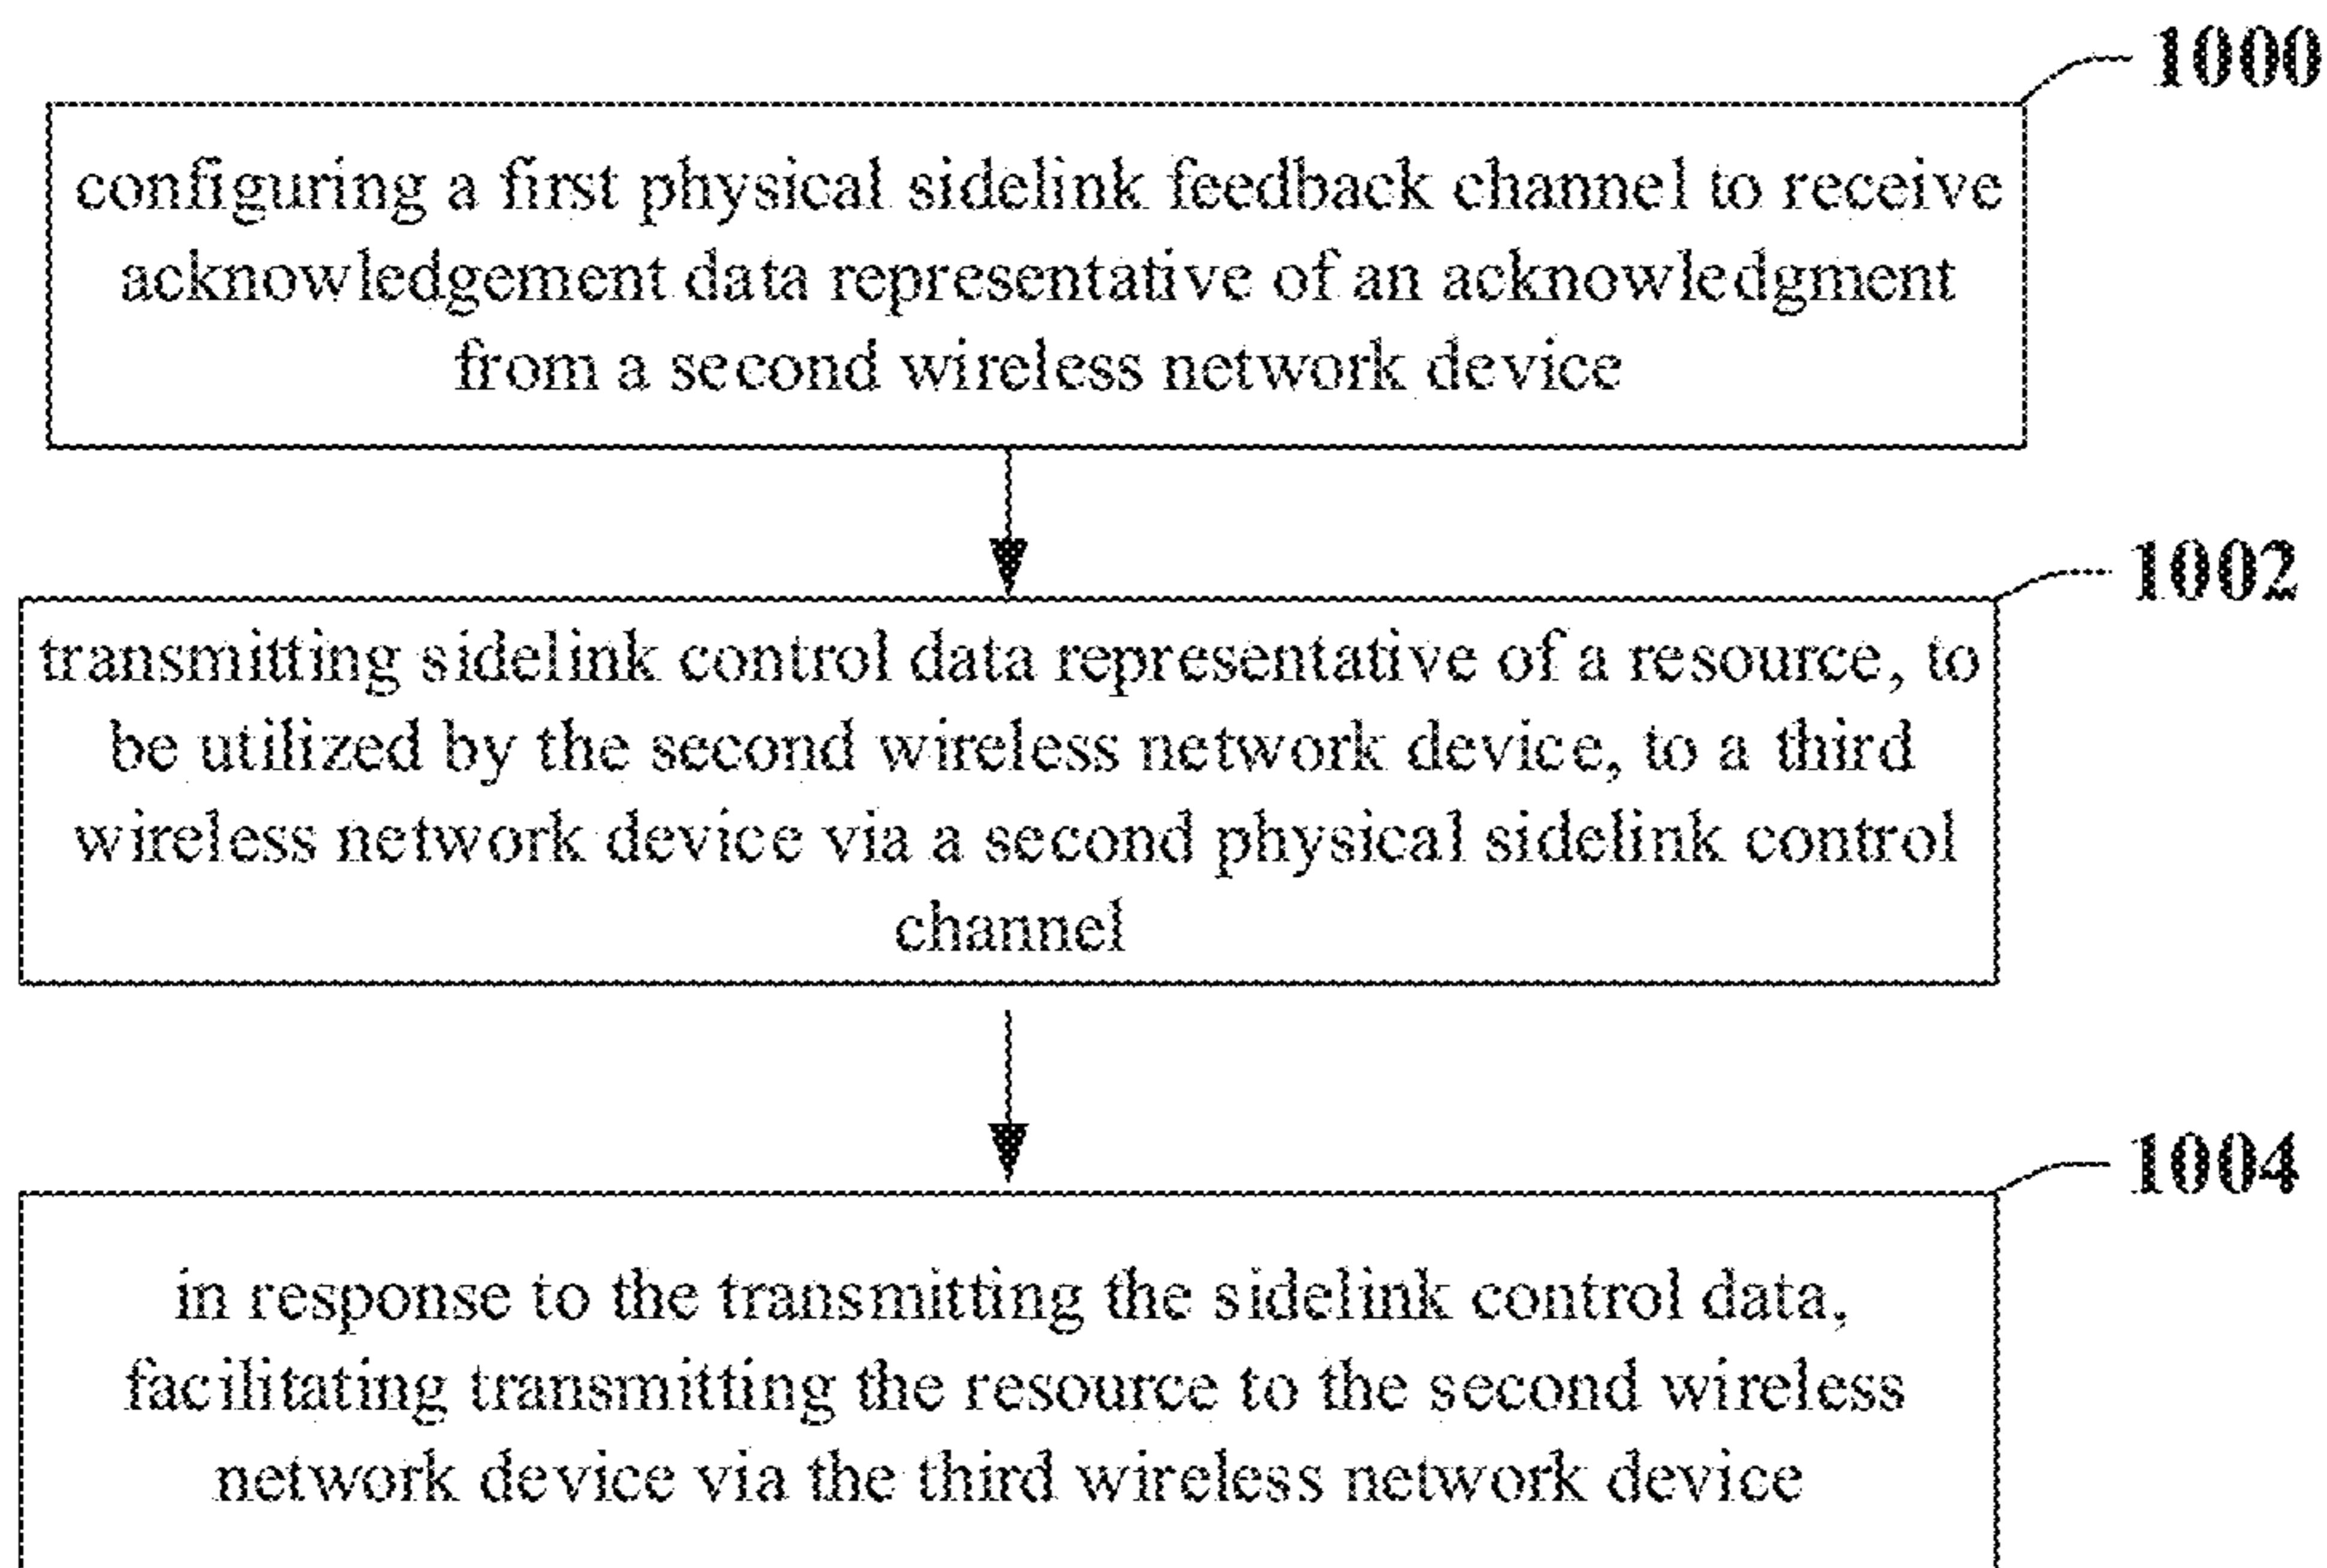 1000
configuring a first physical sidelink feedback channel to receive
acknowledgement data representative of an acknowledgment
from a second wireless network device
1002
transmitting sidelink control data representative of a resource, to
be utilized by the second wireless network device, to a third
wireless network device via a second physical sidelink control
channel
1004
in response to the transmitting the sidelink control data,
facilitating transmitting the resource to the second wireless
network device via the third wireless network device